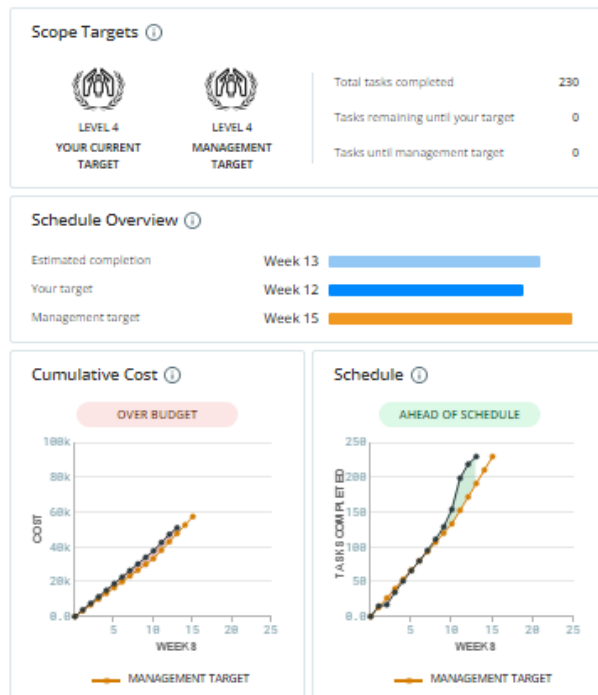 Scope Targets
LEVEL 4
YOUR CURRENT
TARGET
LEVEL 4
MANAGEMENT
TARGET
Total tasks completed 230
Tasks remaining until your target 0
Tasks until management target 0
Schedule Overview
Estimated completion Week 13
Your target Week 12
Management target Week 15
Cumulative Cost
OVER BUDGET
100k
80k
60k
40k
20k
0.0
COST
5 10 15 20 25
WEEKS
MANAGEMENT TARGET
Schedule
AHEAD OF SCHEDULE
250
200
150
100
50
0.0
TASKS COMPLETED
5 10 15 20 25
WEEKS
MANAGEMENT TARGET